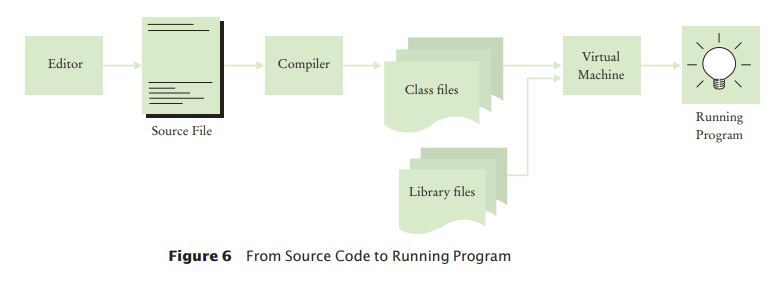 Editor
Source File
Compiler
Class files
Library files
Virtual
Machine
Running
Program
Figure 6 From Source Code to Running Program